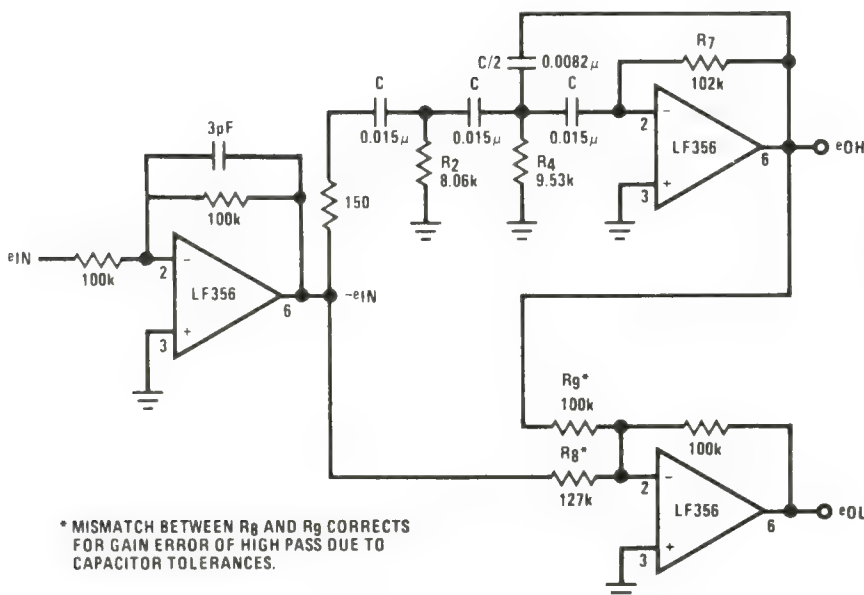 R7
102k
C/2
0.0082μ
C
0.015μ
C
0.015μ
C
0.015μ
R2
8.06k
R4
9.53k
2
−
LF356
6
eOH
3
+
3pF
100k
150
eIN
100k
2
−
LF356
6
−eIN
3
+
R9*
100k
R8*
127k
100k
2
−
LF356
6
eOL
3
+
* MISMATCH BETWEEN R8 AND R9 CORRECTS
FOR GAIN ERROR OF HIGH PASS DUE TO
CAPACITOR TOLERANCES.